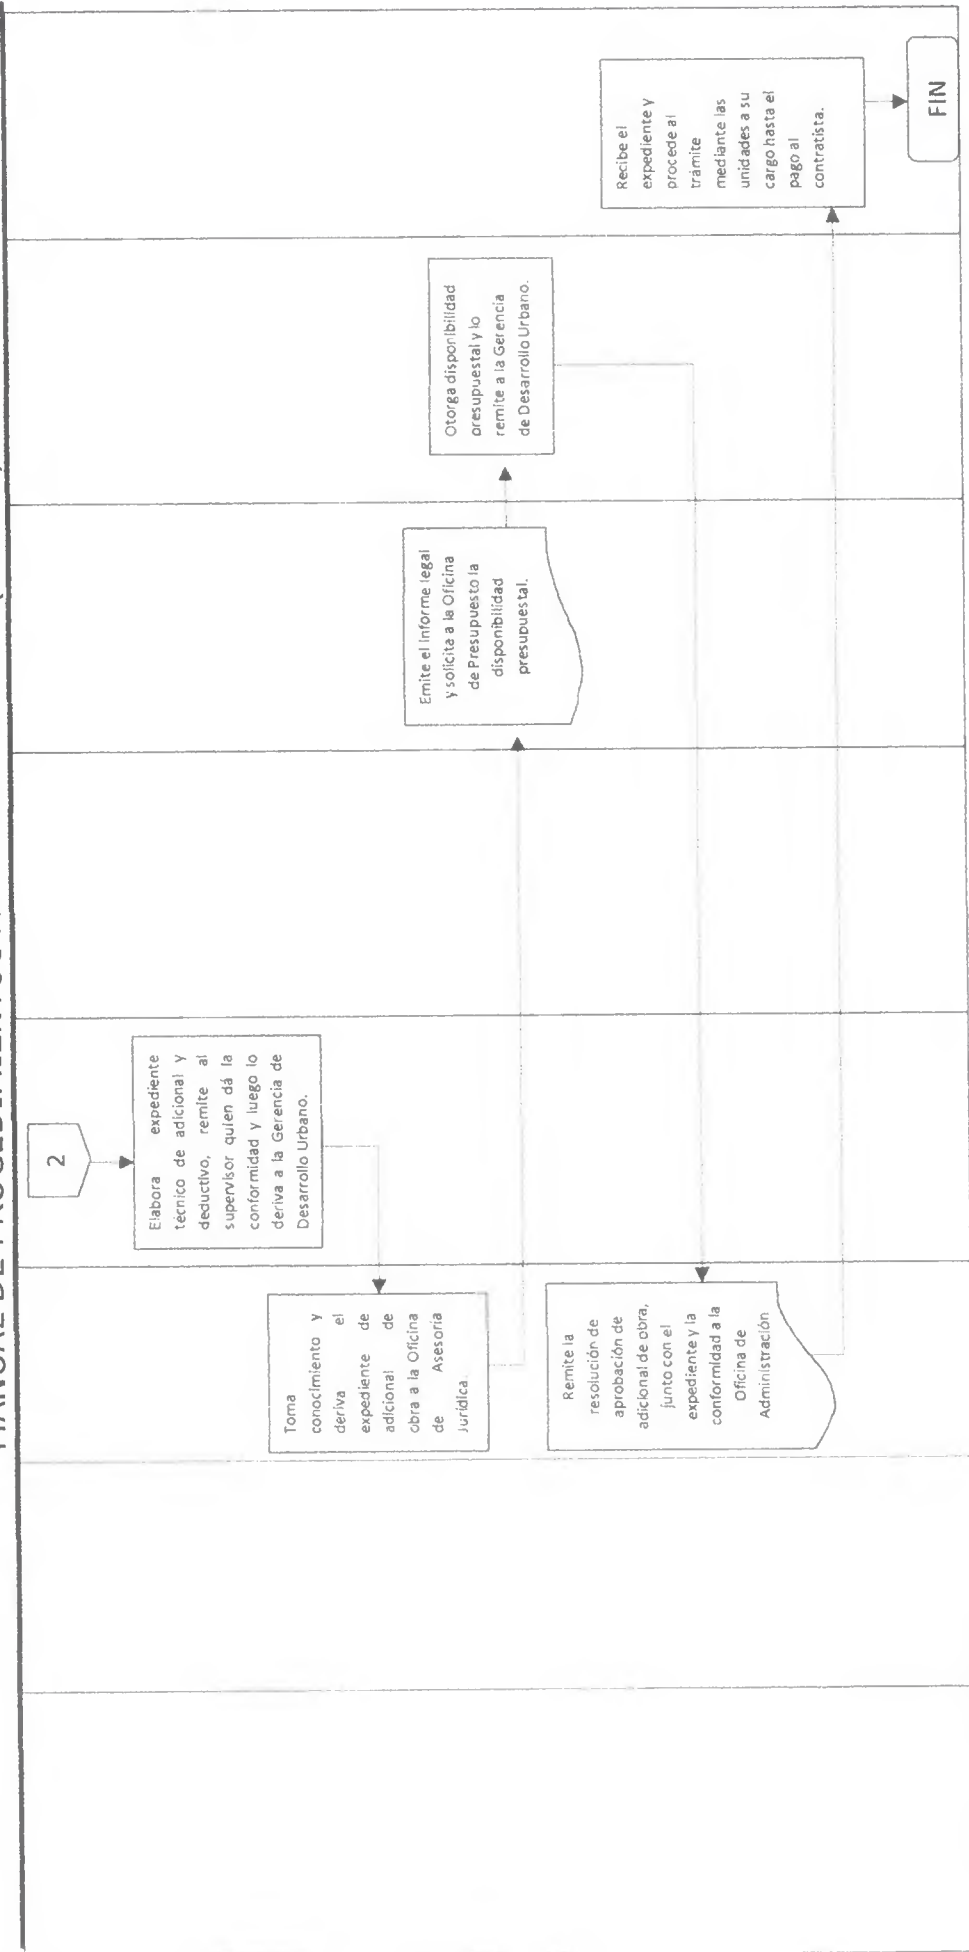 2
Elabora expediente
técnico de adicional y
deductivo, remite al
supervisor quien dá la
conformidad y luego lo
deriva a la Gerencia de
Desarrollo Urbano.
Toma
conocimiento y
deriva el
expediente de
adicional de
obra a la Oficina
de Asesoria
Jurídica.
Emite el Informe legal
y solicita a la Oficina
de Presupuesto la
disponibilidad
presupuestal.
Otorga disponibilidad
presupuestal y lo
remite a la Gerencia
de Desarrollo Urbano.
Remite la
resolución de
aprobación de
adicional de obra,
junto con el
expediente y la
conformidad a la
Oficina de
Administración
Recibe el
expediente y
procede al
trámite
mediante las
unidades a su
cargo hasta el
pago al
contratista.
FIN